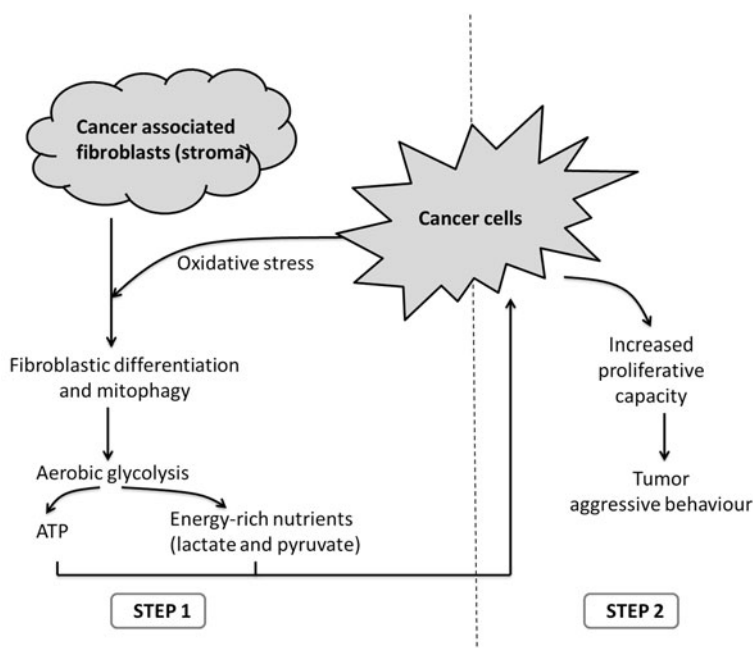 Cancer associated
fibroblasts (stroma)
Cancer cells
Oxidative stress
Fibroblastic differentiation
and mitophagy
Aerobic glycolysis
ATP
Energy-rich nutrients
(lactate and pyruvate)
STEP 1
Increased
proliferative
capacity
Tumor
aggressive behaviour
STEP 2